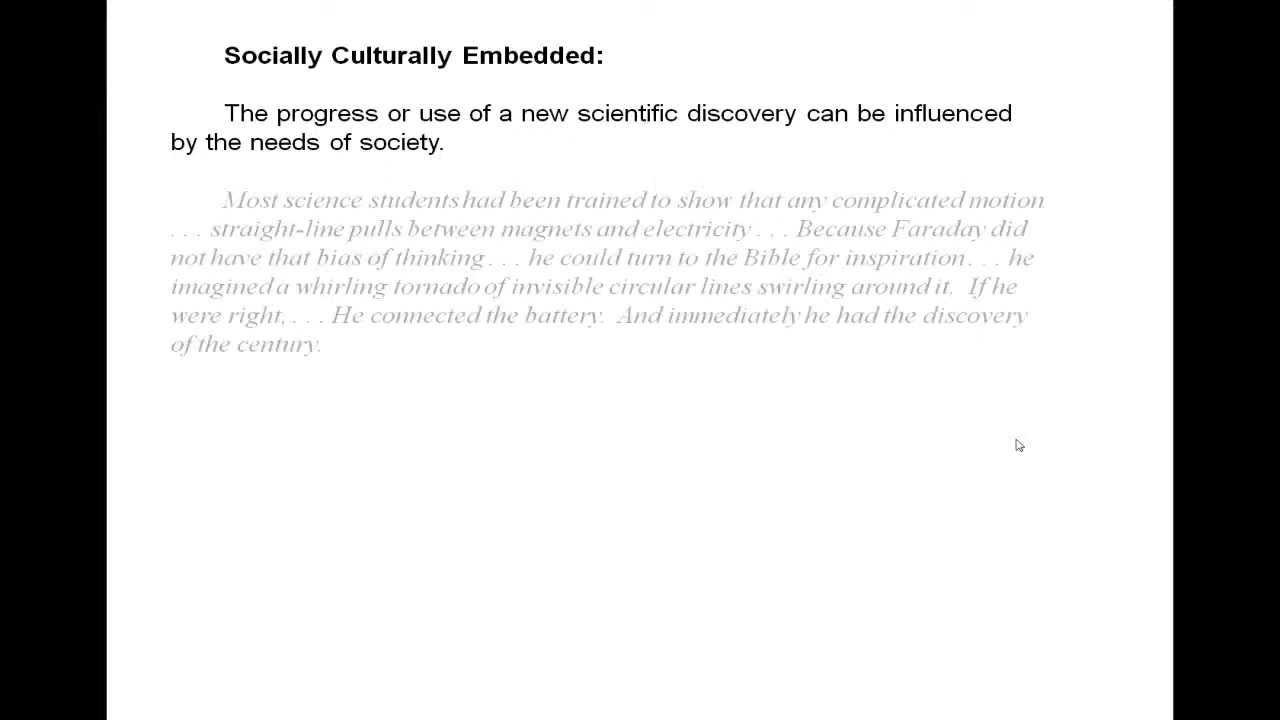 Socially Culturally Embedded:
The progress or use of a new scientific discovery can be influenced
by the needs of society.
Most science students had been trained to show that any complicated motion
. . . straight-line pulls between magnets and electricity . . . Because Faraday did
not have that bias of thinking . . . he could turn to the Bible for inspiration . . . he
imagined a whirling tornado of invisible circular lines swirling around it. If he
were right, . . . He connected the battery. And immediately he had the discovery
of the century.